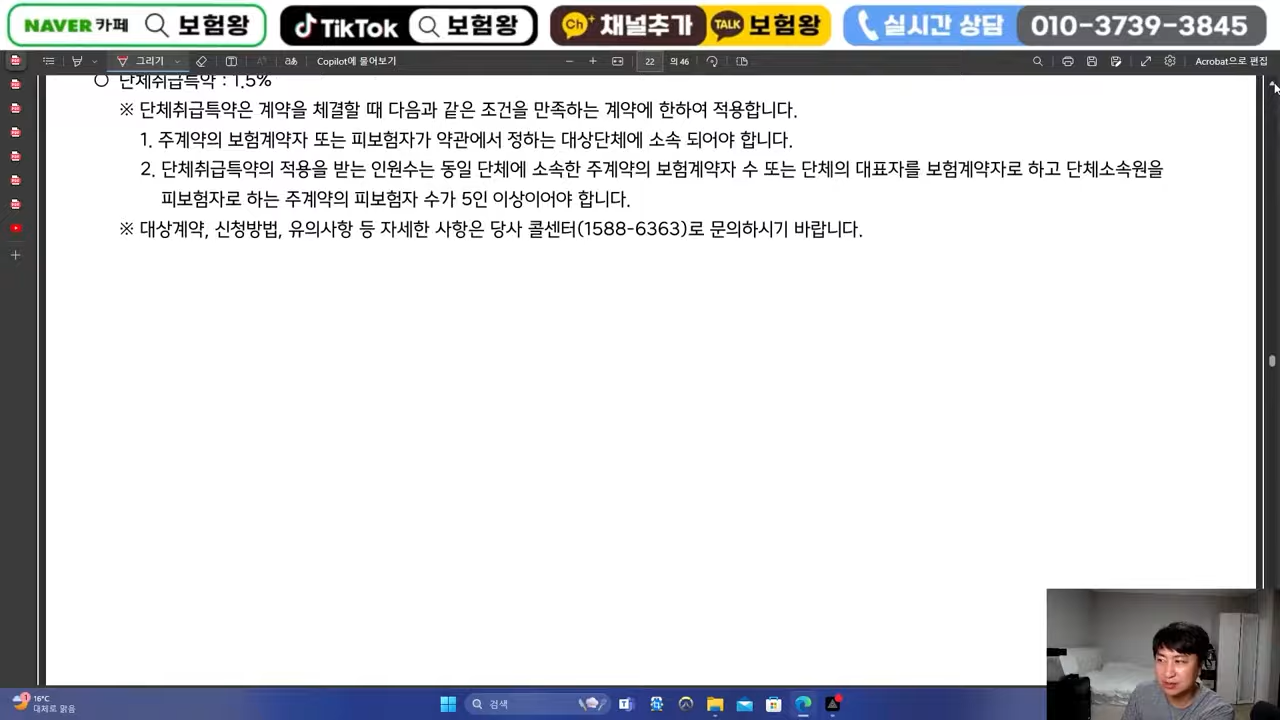 NAVER 카페 보험왕
TikTok 보험왕
Ch+ 채널추가 TALK 보험왕
실시간 상담 010-3739-3845
그리기
Copilot에 물어보기
22 의 46
Acrobat으로 편집
○ 단체취급특약 : 1.5%
※ 단체취급특약은 계약을 체결할 때 다음과 같은 조건을 만족하는 계약에 한하여 적용합니다.
1. 주계약의 보험계약자 또는 피보험자가 약관에서 정하는 대상단체에 소속 되어야 합니다.
2. 단체취급특약의 적용을 받는 인원수는 동일 단체에 소속한 주계약의 보험계약자 수 또는 단체의 대표자를 보험계약자로 하고 단체소속원을
피보험자로 하는 주계약의 피보험자 수가 5인 이상이어야 합니다.
※ 대상계약, 신청방법, 유의사항 등 자세한 사항은 당사 콜센터(1588-6363)로 문의하시기 바랍니다.
1
16°C
대체로 맑음
검색